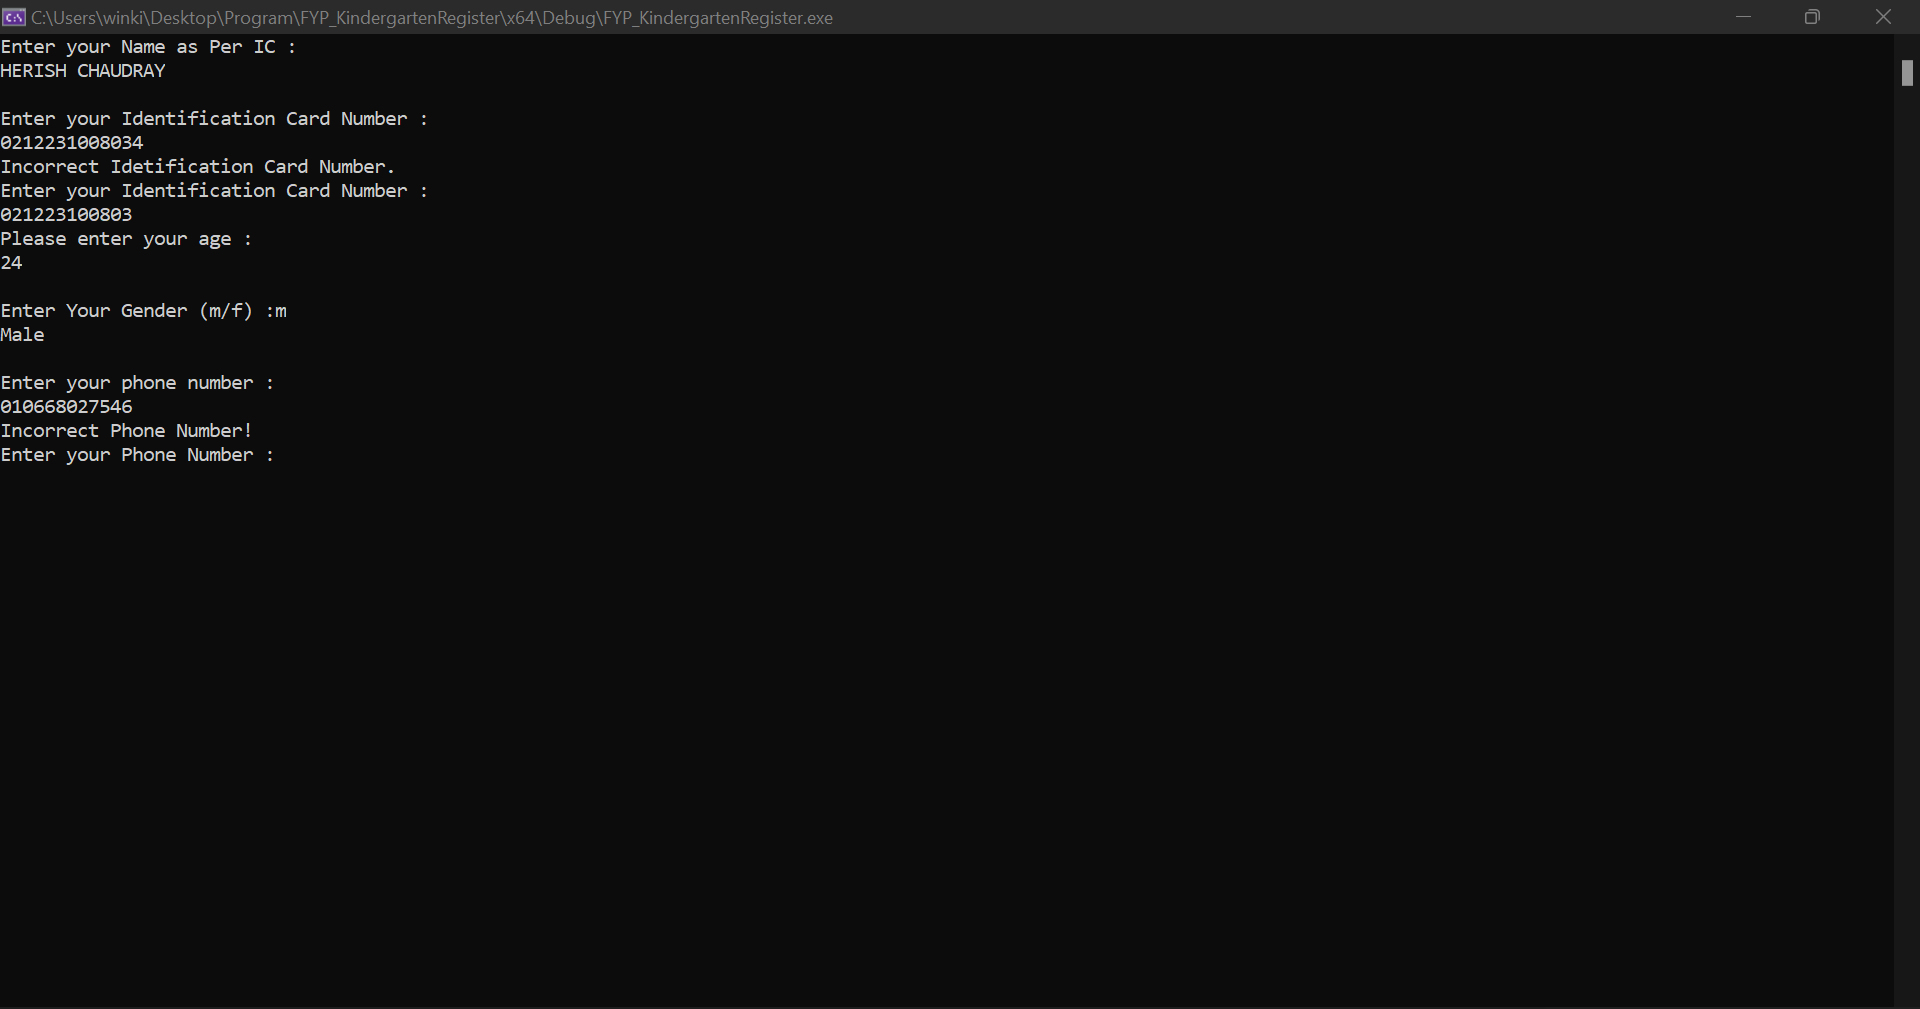 C:\Users\winki\Desktop\Program\FYP_KindergartenRegister\x64\Debug\FYP_KindergartenRegister.exe
Enter your Name as Per IC :
HERISH CHAUDRAY
Enter your Identification Card Number :
0212231008034
Incorrect Idetification Card Number.
Enter your Identification Card Number :
021223100803
Please enter your age :
24
Enter Your Gender (m/f) :m
Male
Enter your phone number :
010668027546
Incorrect Phone Number!
Enter your Phone Number :